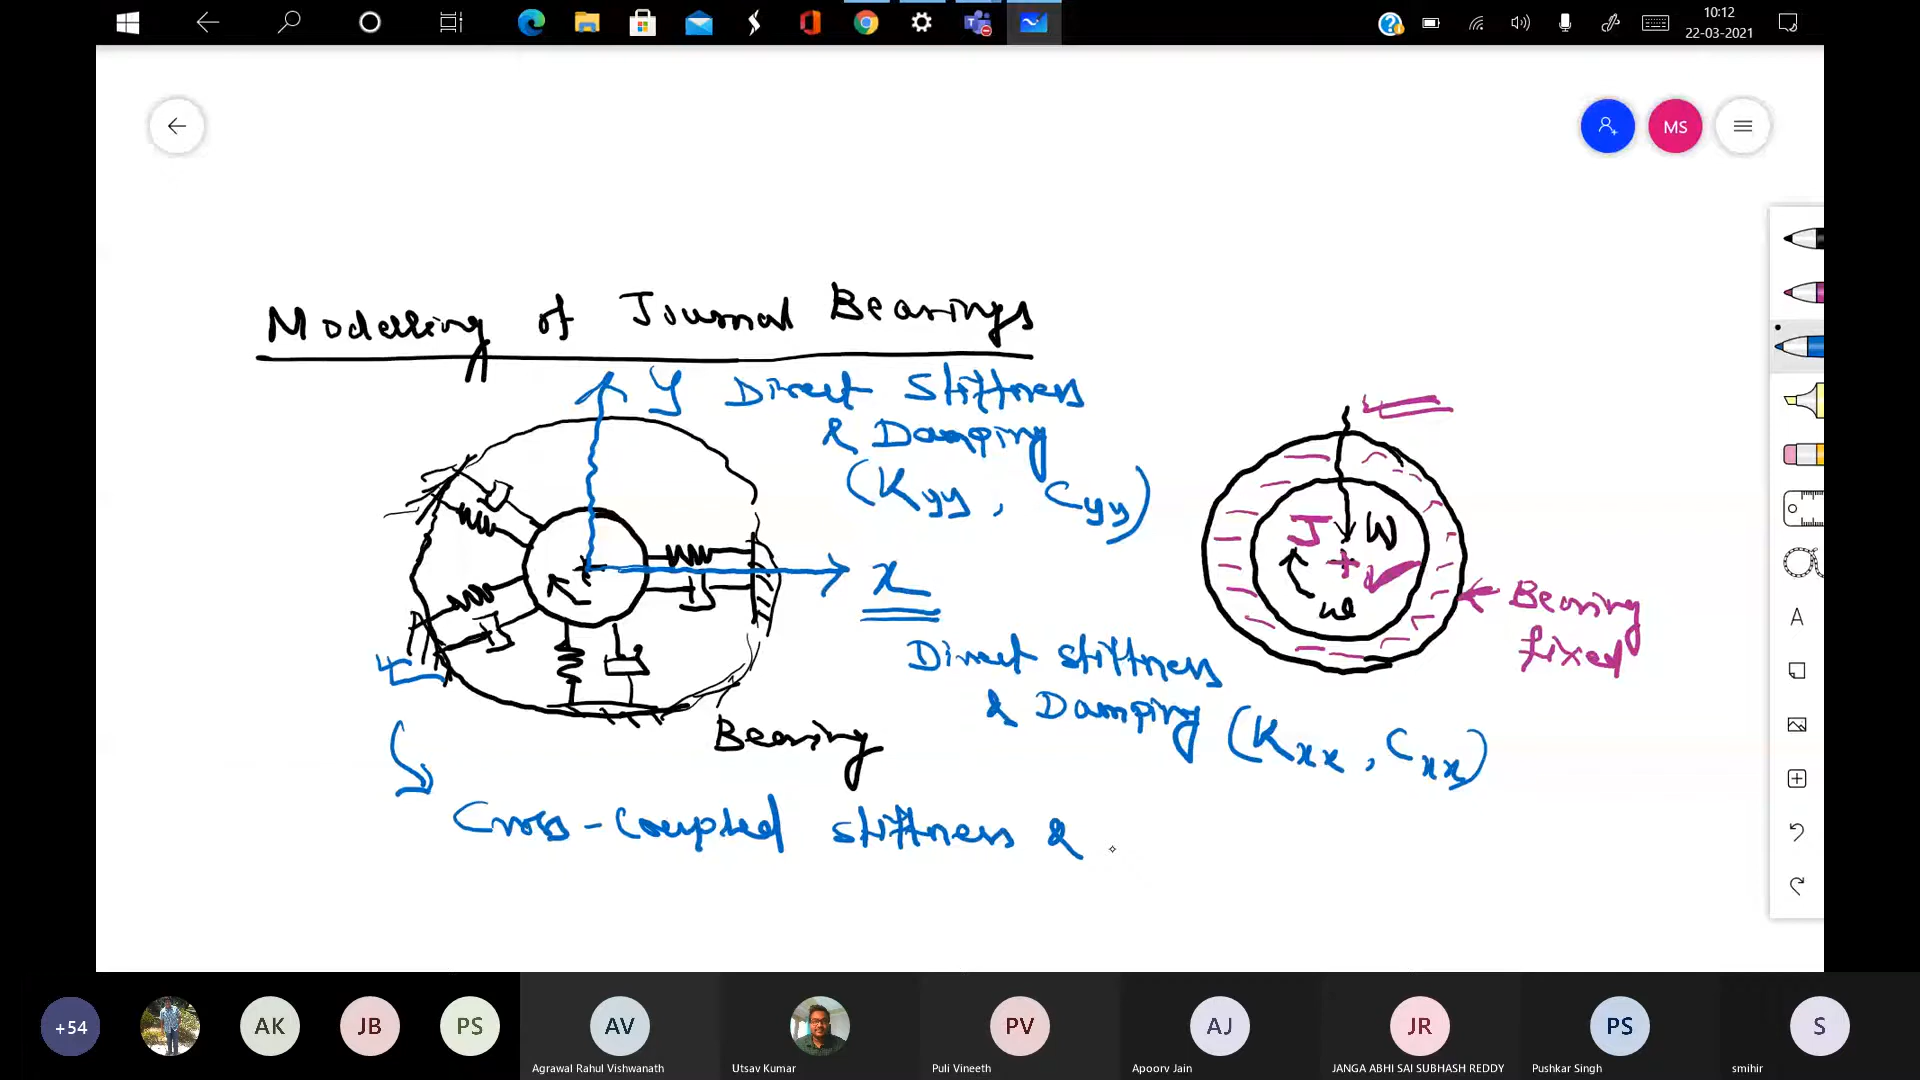 10:12
22-03-2021
MS
Modelling of Journal Bearings
y Direct Stiffness
& Damping
(Kyy, Cyy)
x
J W
ω
Bearing
fixed
Direct stiffness
& Damping (Kxx, Cxx)
Bearing
Cross-Coupled stiffness &
A
+54
AK
JB
PS
AV
PV
AJ
JR
PS
S
Agrawal Rahul Vishwanath
Utsav Kumar
Puli Vineeth
Apoorv Jain
JANGA ABHI SAI SUBHASH REDDY
Pushkar Singh
smihir